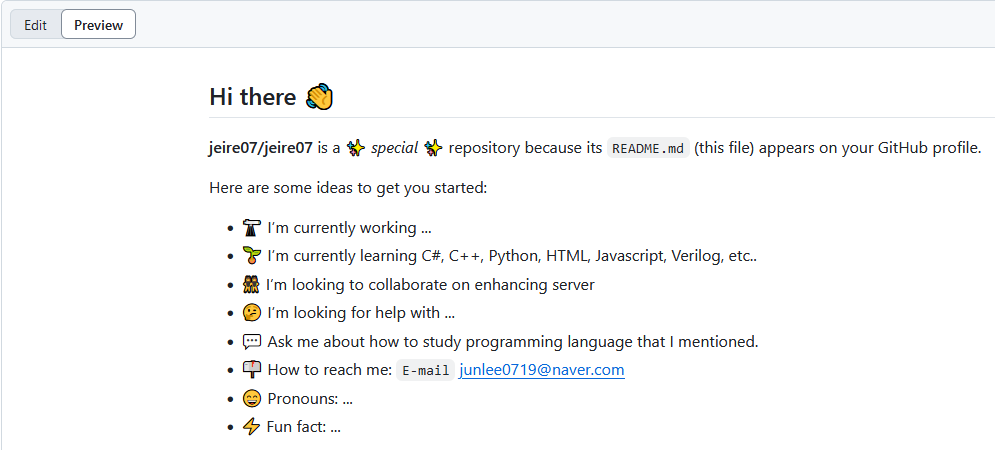 Edit Preview
Hi there 👋
jeire07/jeire07 is a ✨ special ✨ repository because its README.md (this file) appears on your GitHub profile.
Here are some ideas to get you started:
• 🔭 I’m currently working ...
• 🌱 I’m currently learning C#, C++, Python, HTML, Javascript, Verilog, etc..
• 👯 I’m looking to collaborate on enhancing server
• 🤔 I’m looking for help with ...
• 💬 Ask me about how to study programming language that I mentioned.
• 📫 How to reach me: E-mail junlee0719@naver.com
• 😄 Pronouns: ...
• ⚡ Fun fact: ...